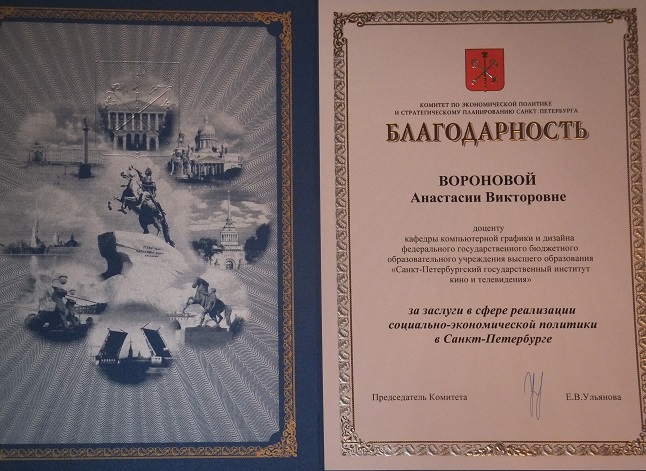 КОМИТЕТ ПО ЭКОНОМИЧЕСКОЙ ПОЛИТИКЕ
И СТРАТЕГИЧЕСКОМУ ПЛАНИРОВАНИЮ САНКТ-ПЕТЕРБУРГА
БЛАГОДАРНОСТЬ
ВОРОНОВОЙ
Анастасии Викторовне
доценту
кафедры компьютерной графики и дизайна
федерального государственного бюджетного
образовательного учреждения высшего образования
«Санкт-Петербургский государственный институт
кино и телевидения»
за заслуги в сфере реализации
социально-экономической политики
в Санкт-Петербурге
Председатель Комитета
Е.В.Ульянова